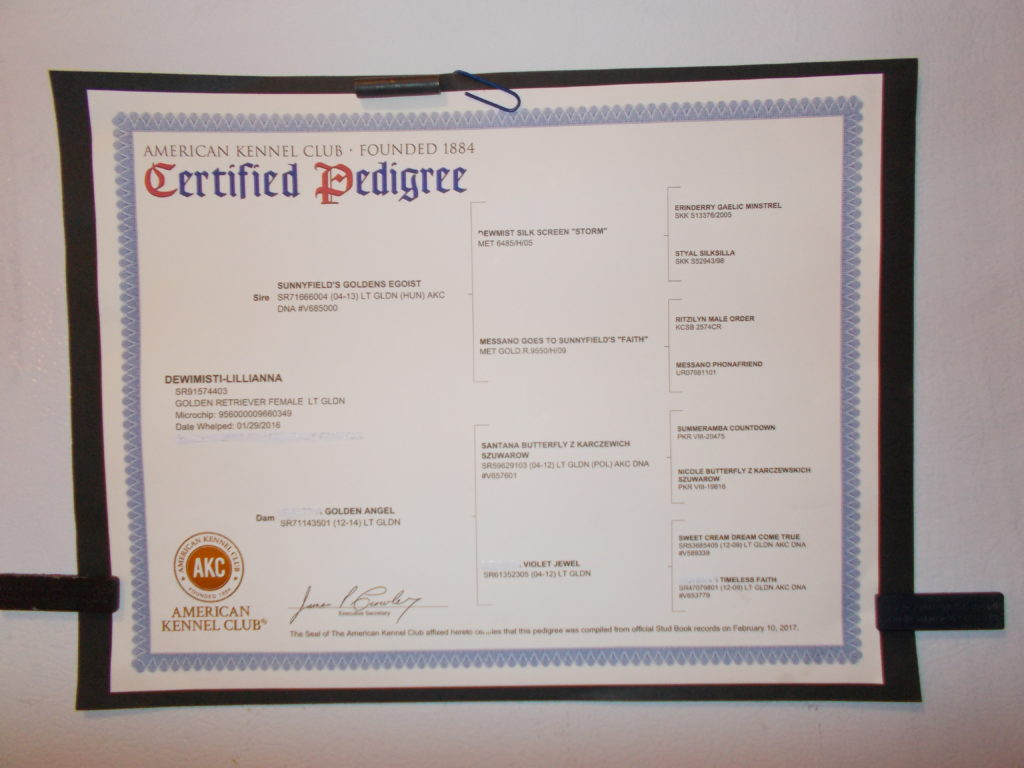 AMERICAN KENNEL CLUB · FOUNDED 1884
Certified Pedigree
DEWIMISTI-LILLIANNA
SR91574403
GOLDEN RETRIEVER FEMALE LT GLDN
Microchip: 956000009660349
Date Whelped: 01/29/2016
SUNNYFIELD'S GOLDENS EGOIST
Sire SR71666004 (04-13) LT GLDN (HUN) AKC
DNA #V685000
GOLDEN ANGEL
Dam SR71143501 (12-14) LT GLDN
DEWMIST SILK SCREEN "STORM"
MET 6485/H/05
MESSANO GOES TO SUNNYFIELD'S "FAITH"
MET GOLD.R.9550/H/09
SANTANA BUTTERFLY Z KARCZEWICH
SZUWAROW
SR59629103 (04-12) LT GLDN (POL) AKC DNA
#V657601
VIOLET JEWEL
SR61352305 (04-12) LT GLDN
ERINDERRY GAELIC MINSTREL
SKK S13376/2005
STYAL SILKSILLA
SKK S52943/98
RITZILYN MALE ORDER
KCSB 2574CR
MESSANO PHONAFRIEND
UR07681101
SUMMERAMBA COUNTDOWN
PKR VIII-20475
NICOLE BUTTERFLY Z KARCZEWSKICH
SZUWAROW
PKR VIII-19816
SWEET CREAM DREAM COME TRUE
SR53685405 (12-09) LT GLDN AKC DNA
#V589339
TIMELESS FAITH
SR47079801 (12-09) LT GLDN AKC DNA
#V653779
AMERICAN KENNEL CLUB
AKC
FOUNDED 1884
AMERICAN
KENNEL CLUB®
Executive Secretary
The Seal of The American Kennel Club affixed hereto that this pedigree was compiled from official Stud Book records on February 10, 2017.